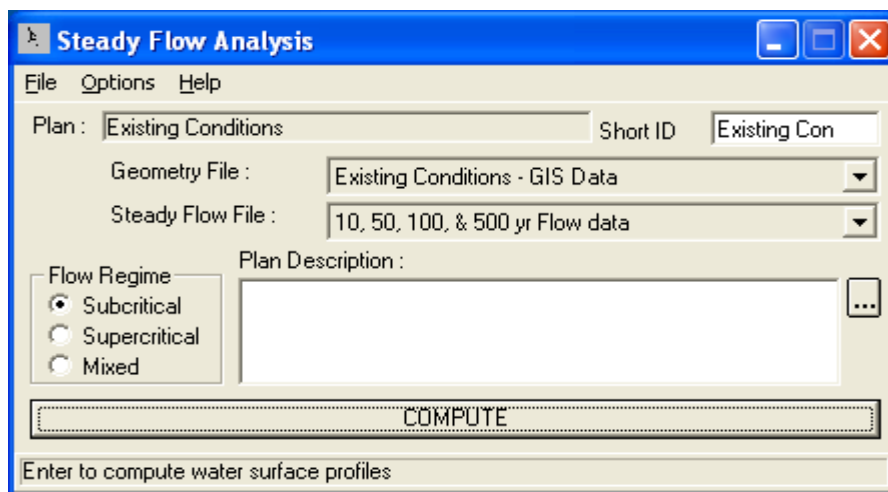 Steady Flow Analysis
File Options Help
Plan : Existing Conditions Short ID Existing Con
Geometry File : Existing Conditions - GIS Data
Steady Flow File : 10, 50, 100, & 500 yr Flow data
Plan Description :
Flow Regime
Subcritical
Supercritical
Mixed
...
COMPUTE
Enter to compute water surface profiles